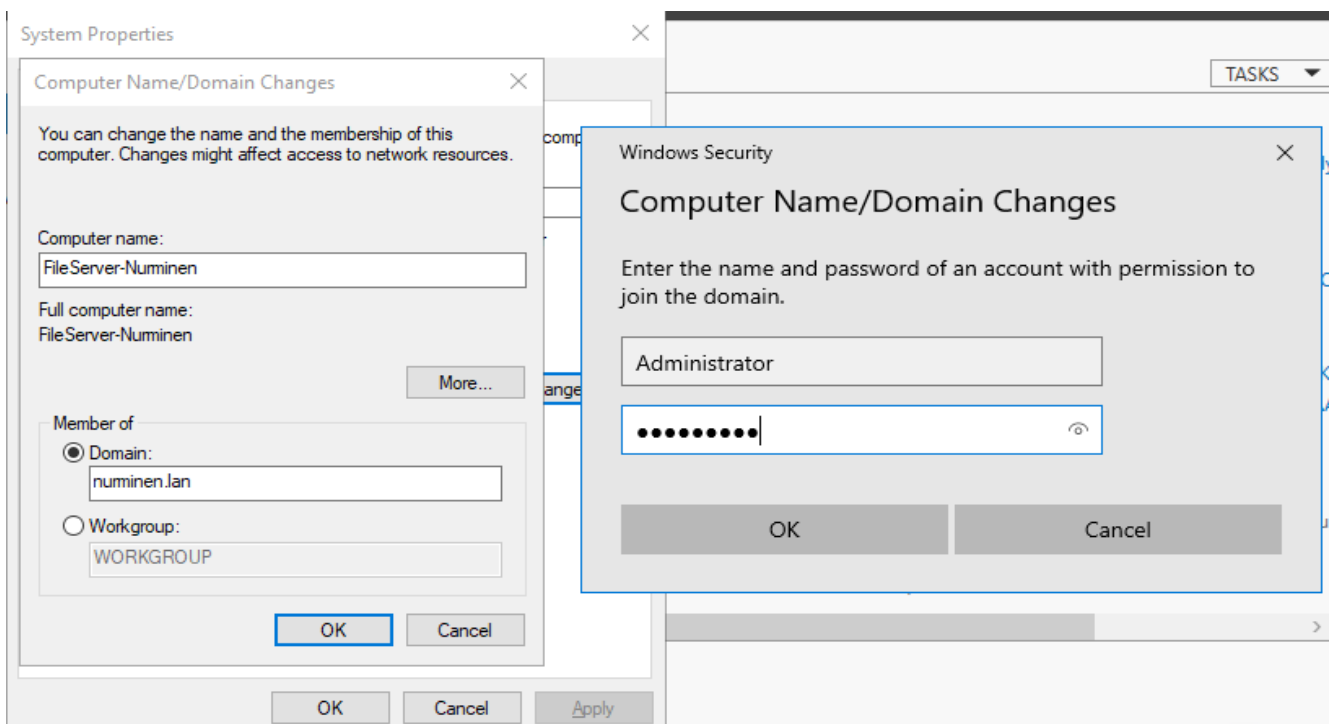 System Properties
Computer Name/Domain Changes
You can change the name and the membership of this
computer. Changes might affect access to network resources.
Computer name:
FileServer-Nurminen
Full computer name:
FileServer-Nurminen
More...
Member of
Domain:
nurminen.lan
Workgroup:
WORKGROUP
OK
Cancel
OK
Cancel
Apply
TASKS
Windows Security
Computer Name/Domain Changes
Enter the name and password of an account with permission to
join the domain.
Administrator
OK
Cancel